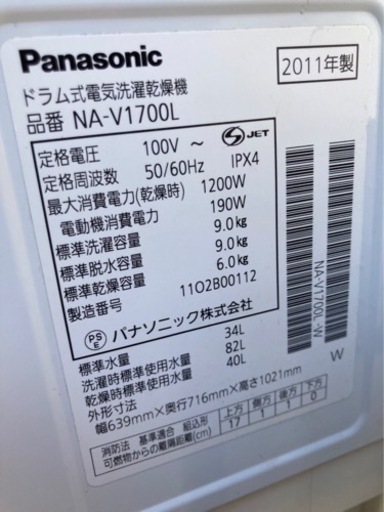 Panasonic
2011年製
ドラム式電気洗濯乾燥機
品番 NA-V1700L
定格電圧 100V ～
JET
定格周波数 50/60Hz IPX4
最大消費電力(乾燥時) 1200W
電動機消費電力 190W
標準洗濯容量 9.0kg
標準脱水容量 9.0kg
標準乾燥容量 6.0kg
製造番号 11O2B00112
PSE パナソニック株式会社
標準水量 34L
洗濯時標準使用水量 82L
乾燥時標準使用水量 40L
外形寸法
幅639mm×奥行716mm×高さ1021mm
消防法 基準適合 組込形
可燃物からの離隔距離(cm)
上方 側方 後方 下方
17 1 1 0
NA-V1700L-W
W